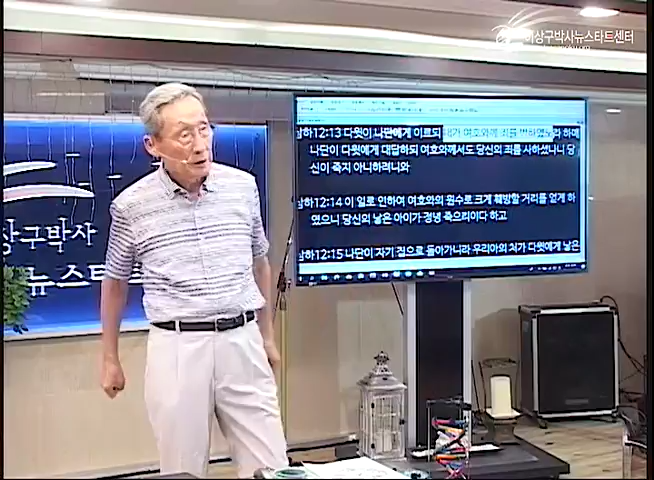 이상구박사뉴스타트센터
삼하12:13 다윗이 나단에게 이르되 내가 여호와께 죄를 범하였노라 하매
나단이 다윗에게 대답하되 여호와께서도 당신의 죄를 사하셨나니 당
신이 죽지 아니하려니와
삼하12:14 이 일로 인하여 여호와의 원수로 크게 훼방할 거리를 얻게 하
였으니 당신의 낳은 아이가 정녕 죽으리이다 하고
삼하12:15 나단이 자기 집으로 돌아가니라 우리아의 처가 다윗에게 낳은
상구박사
뉴스타트